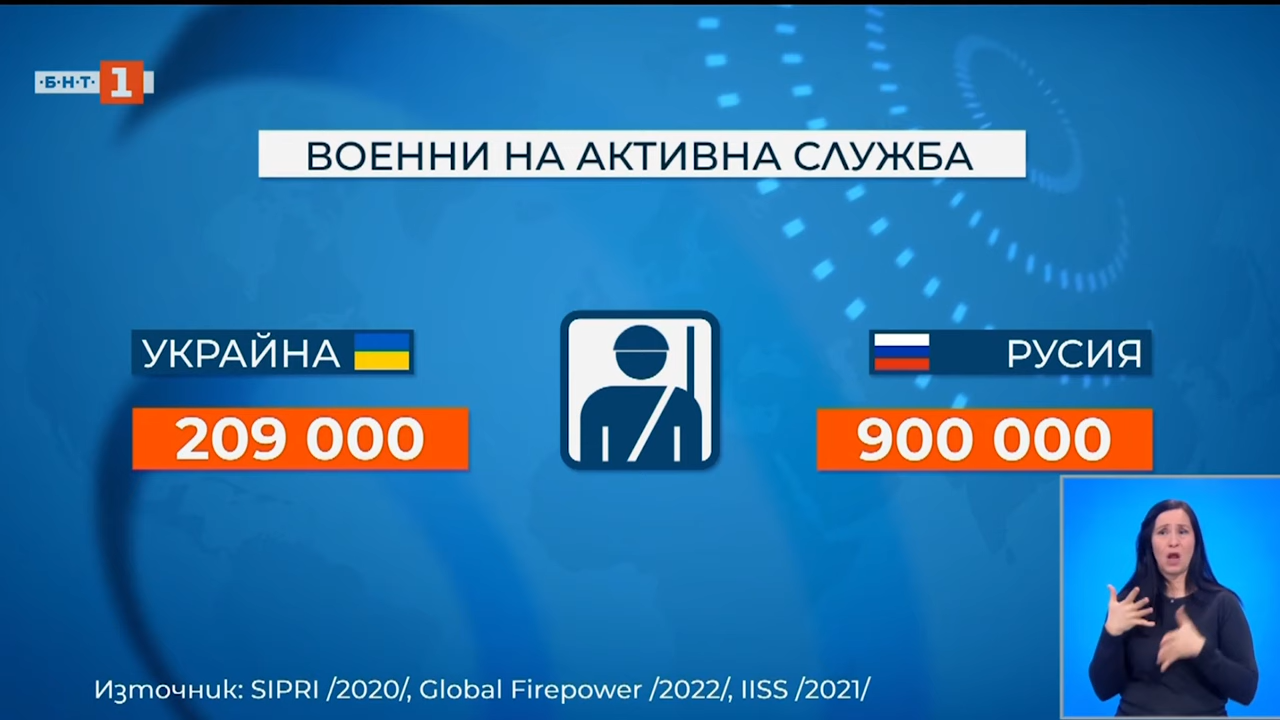 ·Б·Н·Т· 1
ВОЕННИ НА АКТИВНА СЛУЖБА
УКРАЙНА
РУСИЯ
209 000
900 000
Източник: SIPRI /2020/, Global Firepower /2022/, IISS /2021/